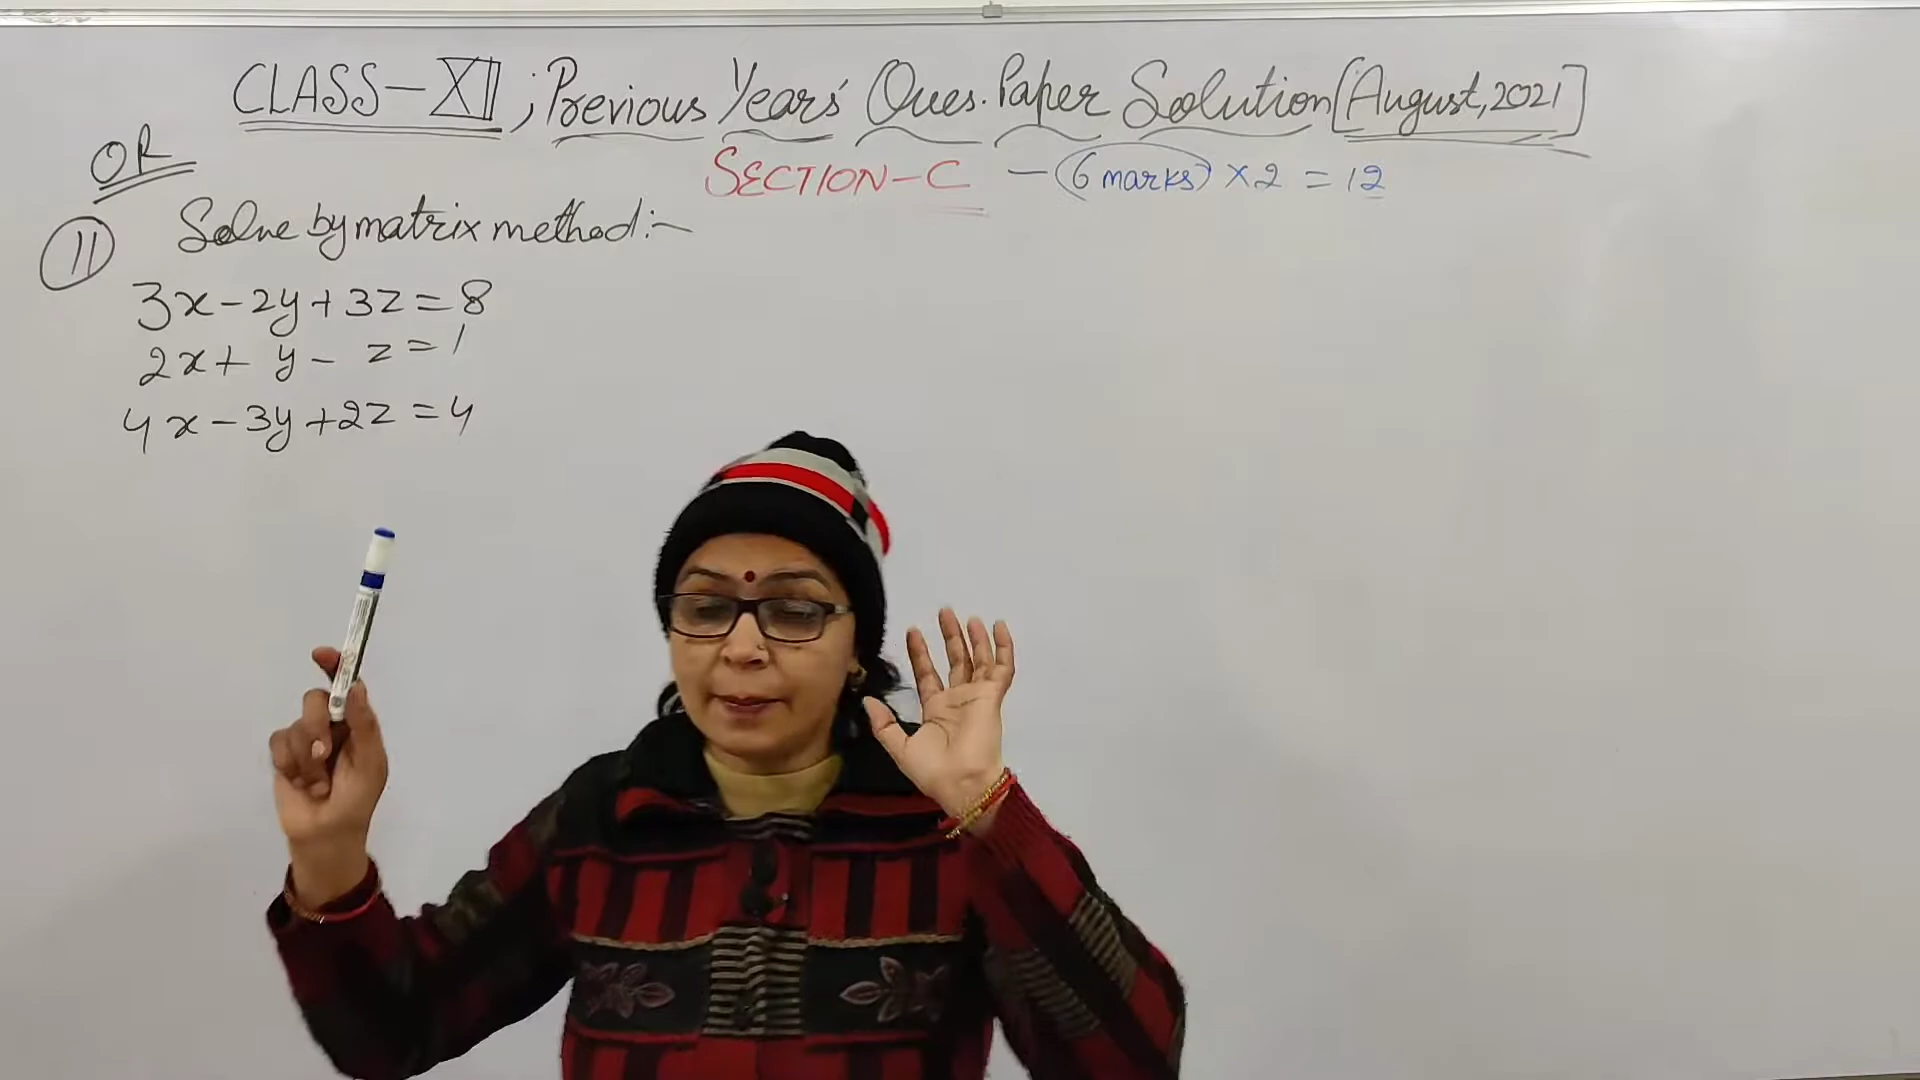 CLASS-XII; Previous Years' Ques. Paper Solution [August, 2021]
OR
SECTION-C - (6 marks) × 2 = 12
11 Solve by matrix method:-
3x - 2y + 3z = 8
2x + y - z = 1
4x - 3y + 2z = 4